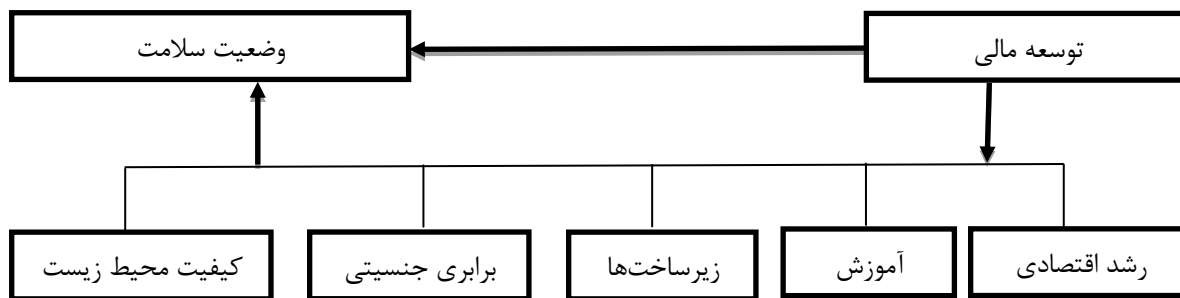 توسعه مالی
وضعیت سلامت
رشد اقتصادی
آموزش
زیرساخت‌ها
برابری جنسیتی
کیفیت محیط زیست